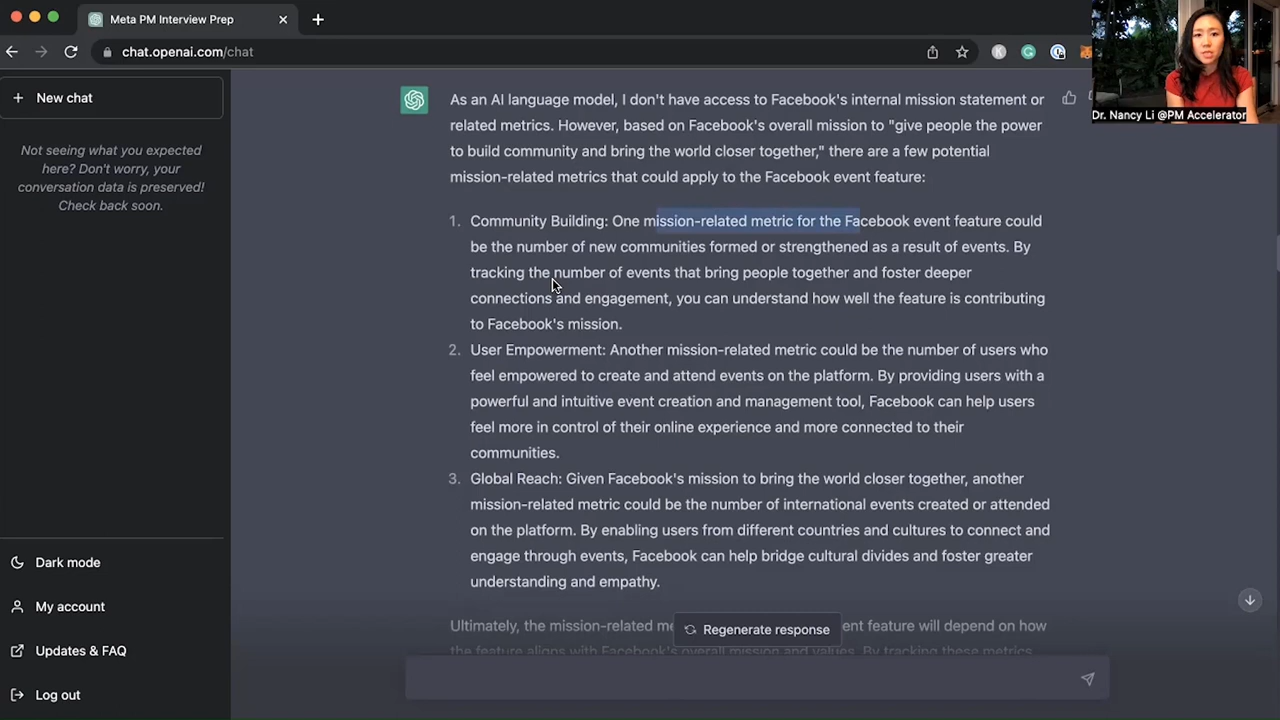 Meta PM Interview Prep
chat.openai.com/chat
K
Dr. Nancy Li @PM Accelerator
New chat
Not seeing what you expected
here? Don't worry, your
conversation data is preserved!
Check back soon.
As an AI language model, I don't have access to Facebook's internal mission statement or
related metrics. However, based on Facebook's overall mission to "give people the power
to build community and bring the world closer together," there are a few potential
mission-related metrics that could apply to the Facebook event feature:
1. Community Building: One mission-related metric for the Facebook event feature could
be the number of new communities formed or strengthened as a result of events. By
tracking the number of events that bring people together and foster deeper
connections and engagement, you can understand how well the feature is contributing
to Facebook's mission.
2. User Empowerment: Another mission-related metric could be the number of users who
feel empowered to create and attend events on the platform. By providing users with a
powerful and intuitive event creation and management tool, Facebook can help users
feel more in control of their online experience and more connected to their
communities.
3. Global Reach: Given Facebook's mission to bring the world closer together, another
mission-related metric could be the number of international events created or attended
on the platform. By enabling users from different countries and cultures to connect and
engage through events, Facebook can help bridge cultural divides and foster greater
understanding and empathy.
Ultimately, the mission-related me
ent feature will depend on how
the feature aligns with Facebook's overall mission and values. By tracking these metrics
Regenerate response
Dark mode
My account
Updates & FAQ
Log out